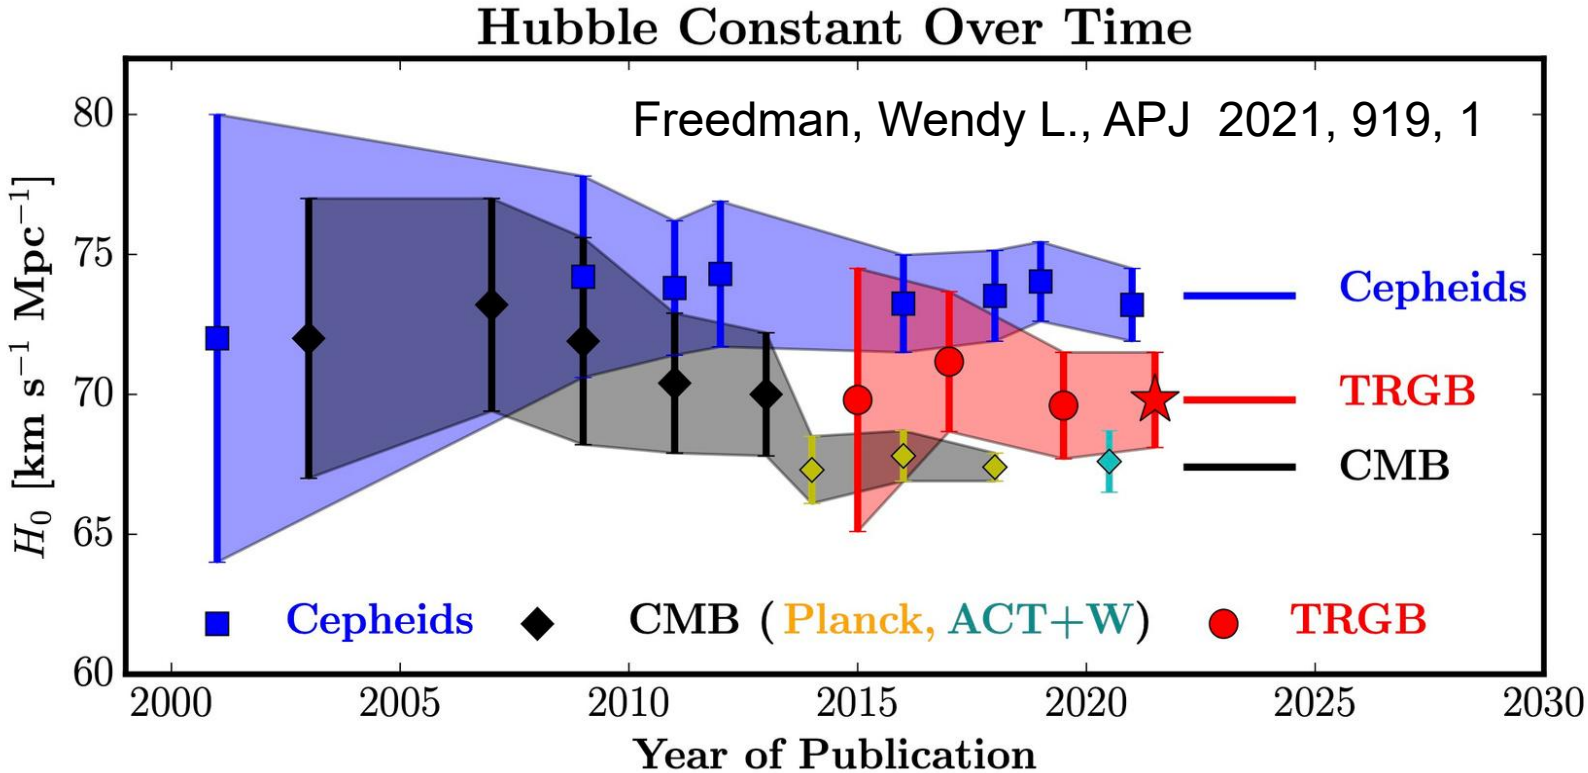 Hubble Constant Over Time
Freedman, Wendy L., APJ 2021, 919, 1
H₀ [km s⁻¹ Mpc⁻¹]
80
75
70
65
60
Cepheids
TRGB
CMB
Cepheids CMB (Planck, ACT+W) TRGB
2000 2005 2010 2015 2020 2025 2030
Year of Publication